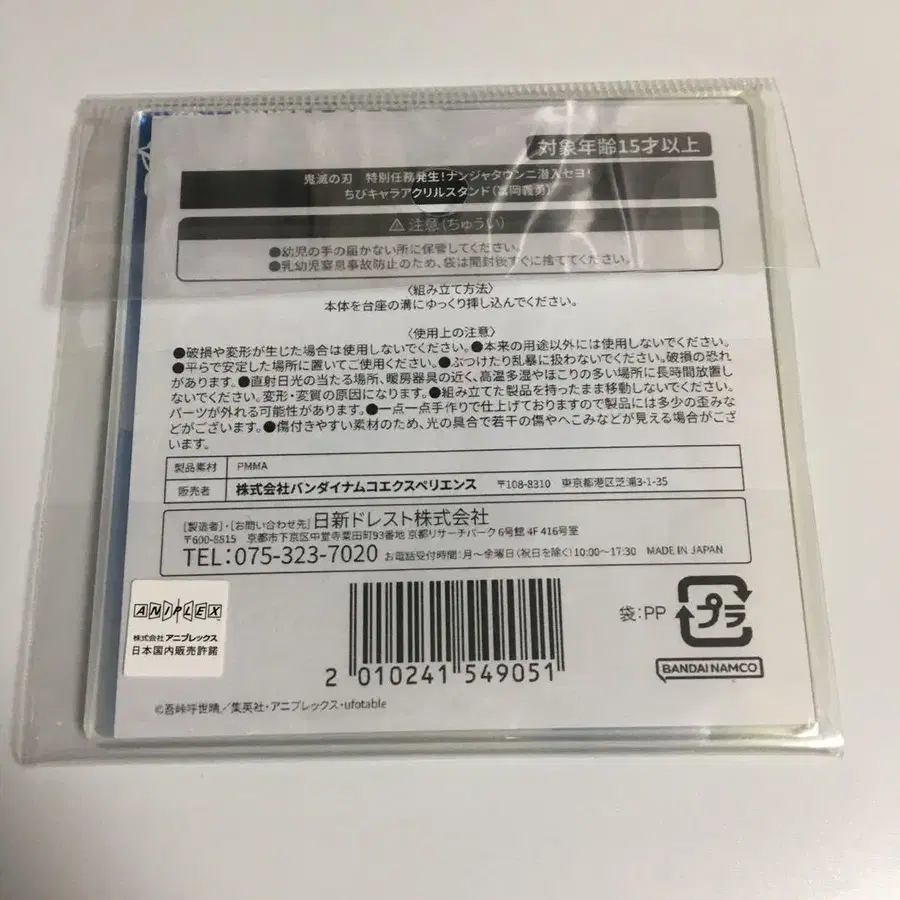 対象年齢15才以上
鬼滅の刃 特別任務発生！ナンジャタウンニ潜入セヨ！
ちびキャラアクリルスタンド（冨岡義勇）
⚠ 注意（ちゅうい）
●幼児の手の届かない所に保管してください。
●乳幼児窒息事故防止のため、袋は開封後すぐに捨ててください。
〈組み立て方法〉
本体を台座の溝にゆっくり挿し込んでください。
〈使用上の注意〉
●破損や変形が生じた場合は使用しないでください。●本来の用途以外には使用しないでください。
●平らで安定した場所に置いてご使用ください。●ぶつけたり乱暴に扱わないでください。破損の恐れ
があります。●直射日光の当たる場所、暖房器具の近く、高温多湿やほこりの多い場所に長時間放置し
ないでください。変形・変質の原因になります。●組み立てた製品を持ったまま移動しないでください。
パーツが外れる可能性があります。●一点一点手作りで仕上げておりますので製品には多少の歪みな
どがございます。●傷付きやすい素材のため、光の具合で若干の傷やへこみなどが見える場合がござ
います。
製品素材 PMMA
販売者 株式会社バンダイナムコエクスペリエンス 〒108-8310 東京都港区芝浦3-1-35
[製造者]・[お問い合わせ先] 日新ドレスト株式会社
〒600-8815 京都市下京区中堂寺粟田町93番地 京都リサーチパーク6号館 4F 416号室
TEL：075-323-7020 お電話受付時間：月～金曜日（祝日を除く）10:00～17:30 MADE IN JAPAN
ANIPLEX
株式会社 アニプレックス
日本国内販売許諾
2 010241 549051
袋：PP
プラ
BANDAI NAMCO
©吾峠呼世晴／集英社・アニプレックス・ufotable